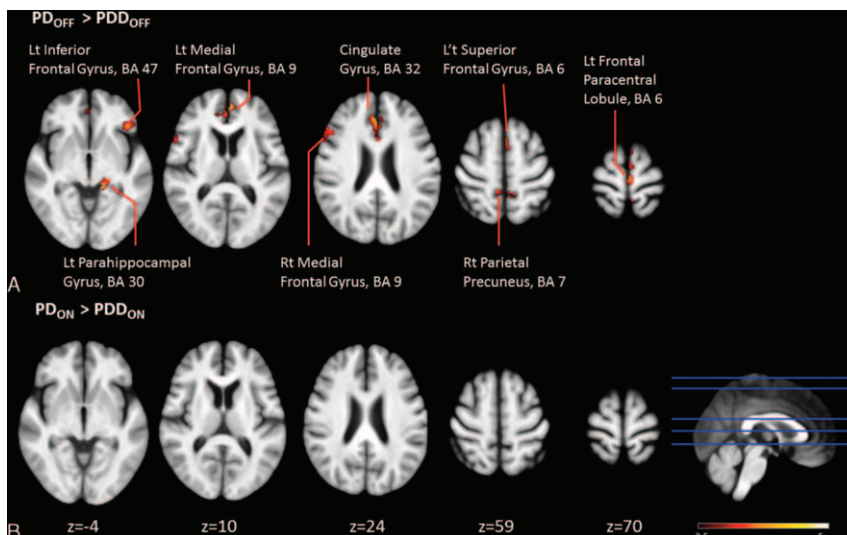 PDOFF > PDDOFF
Lt Inferior
Frontal Gyrus, BA 47
Lt Medial
Frontal Gyrus, BA 9
Cingulate
Gyrus, BA 32
L't Superior
Frontal Gyrus, BA 6
Lt Frontal
Paracentral
Lobule, BA 6
Lt Parahippocampal
Gyrus, BA 30
Rt Medial
Frontal Gyrus, BA 9
Rt Parietal
Precuneus, BA 7
A
PDON > PDDON
B
z=-4
z=10
z=24
z=59
z=70